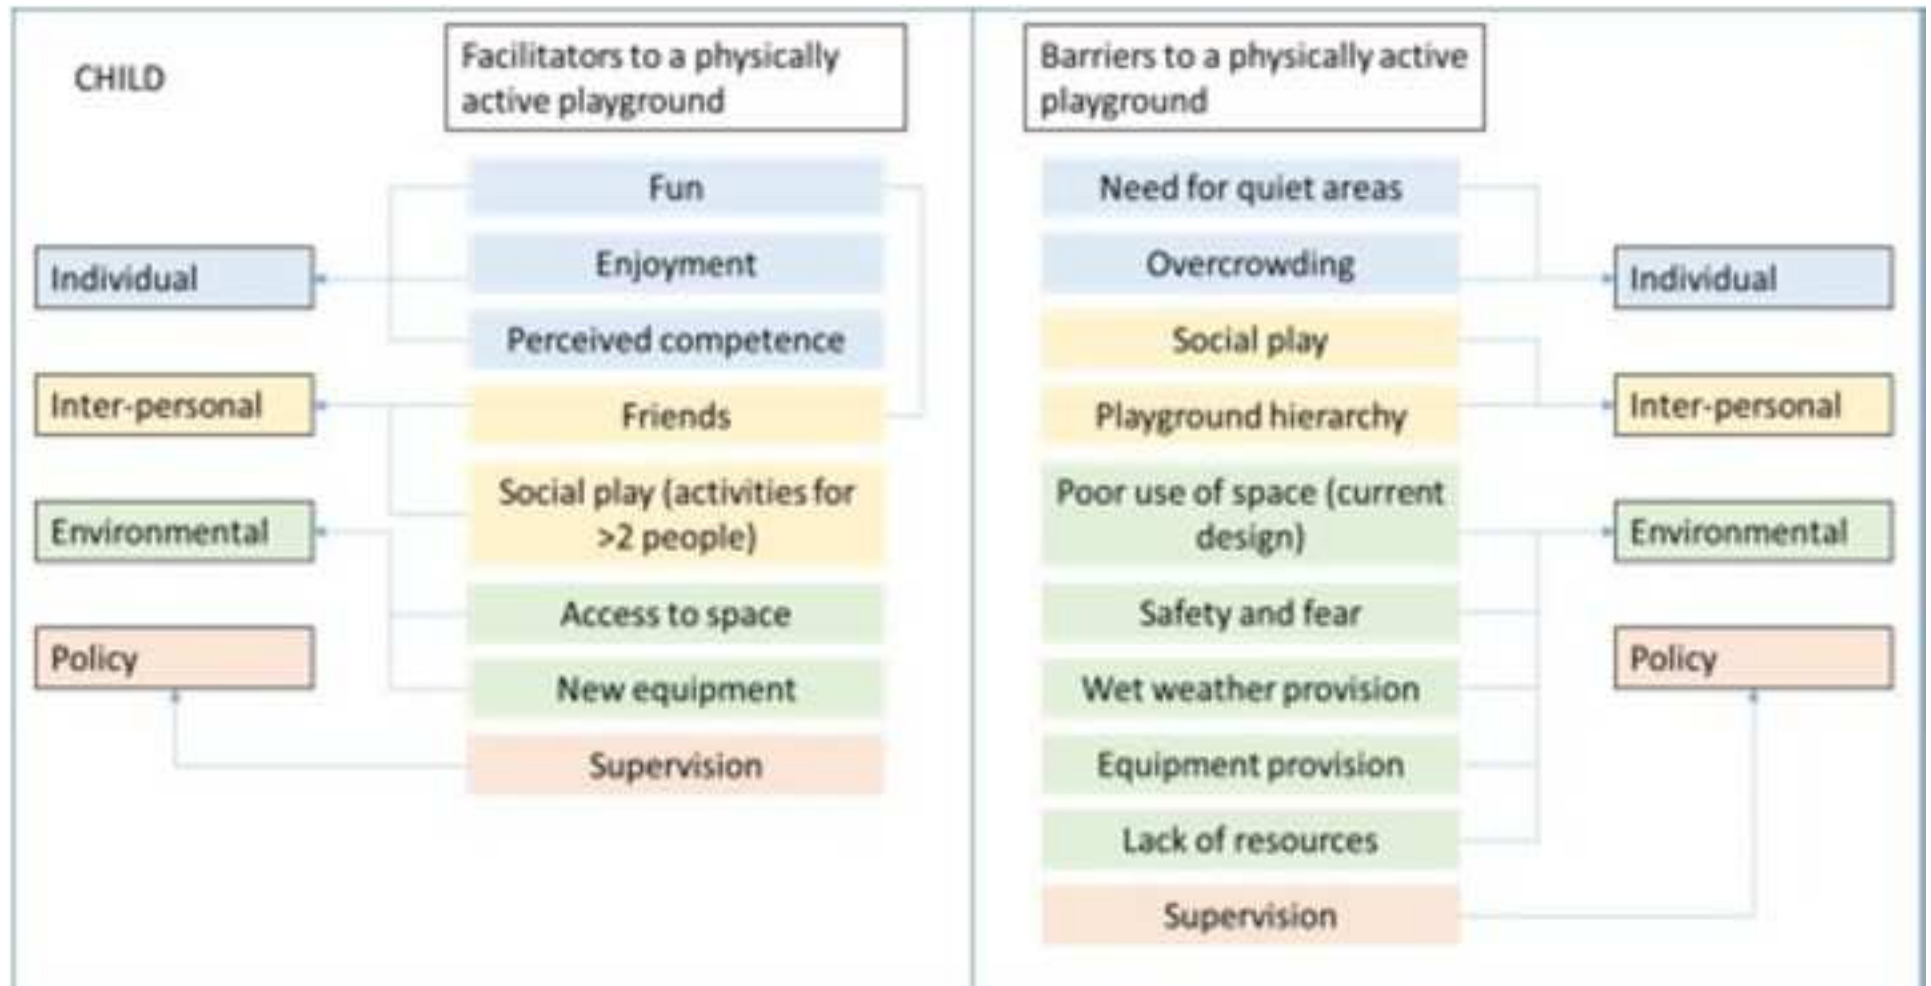 CHILD
Facilitators to a physically
active playground
Fun
Enjoyment
Perceived competence
Friends
Social play (activities for
>2 people)
Access to space
New equipment
Supervision
Individual
Inter-personal
Environmental
Policy
Barriers to a physically active
playground
Need for quiet areas
Overcrowding
Social play
Playground hierarchy
Poor use of space (current
design)
Safety and fear
Wet weather provision
Equipment provision
Lack of resources
Supervision
Individual
Inter-personal
Environmental
Policy